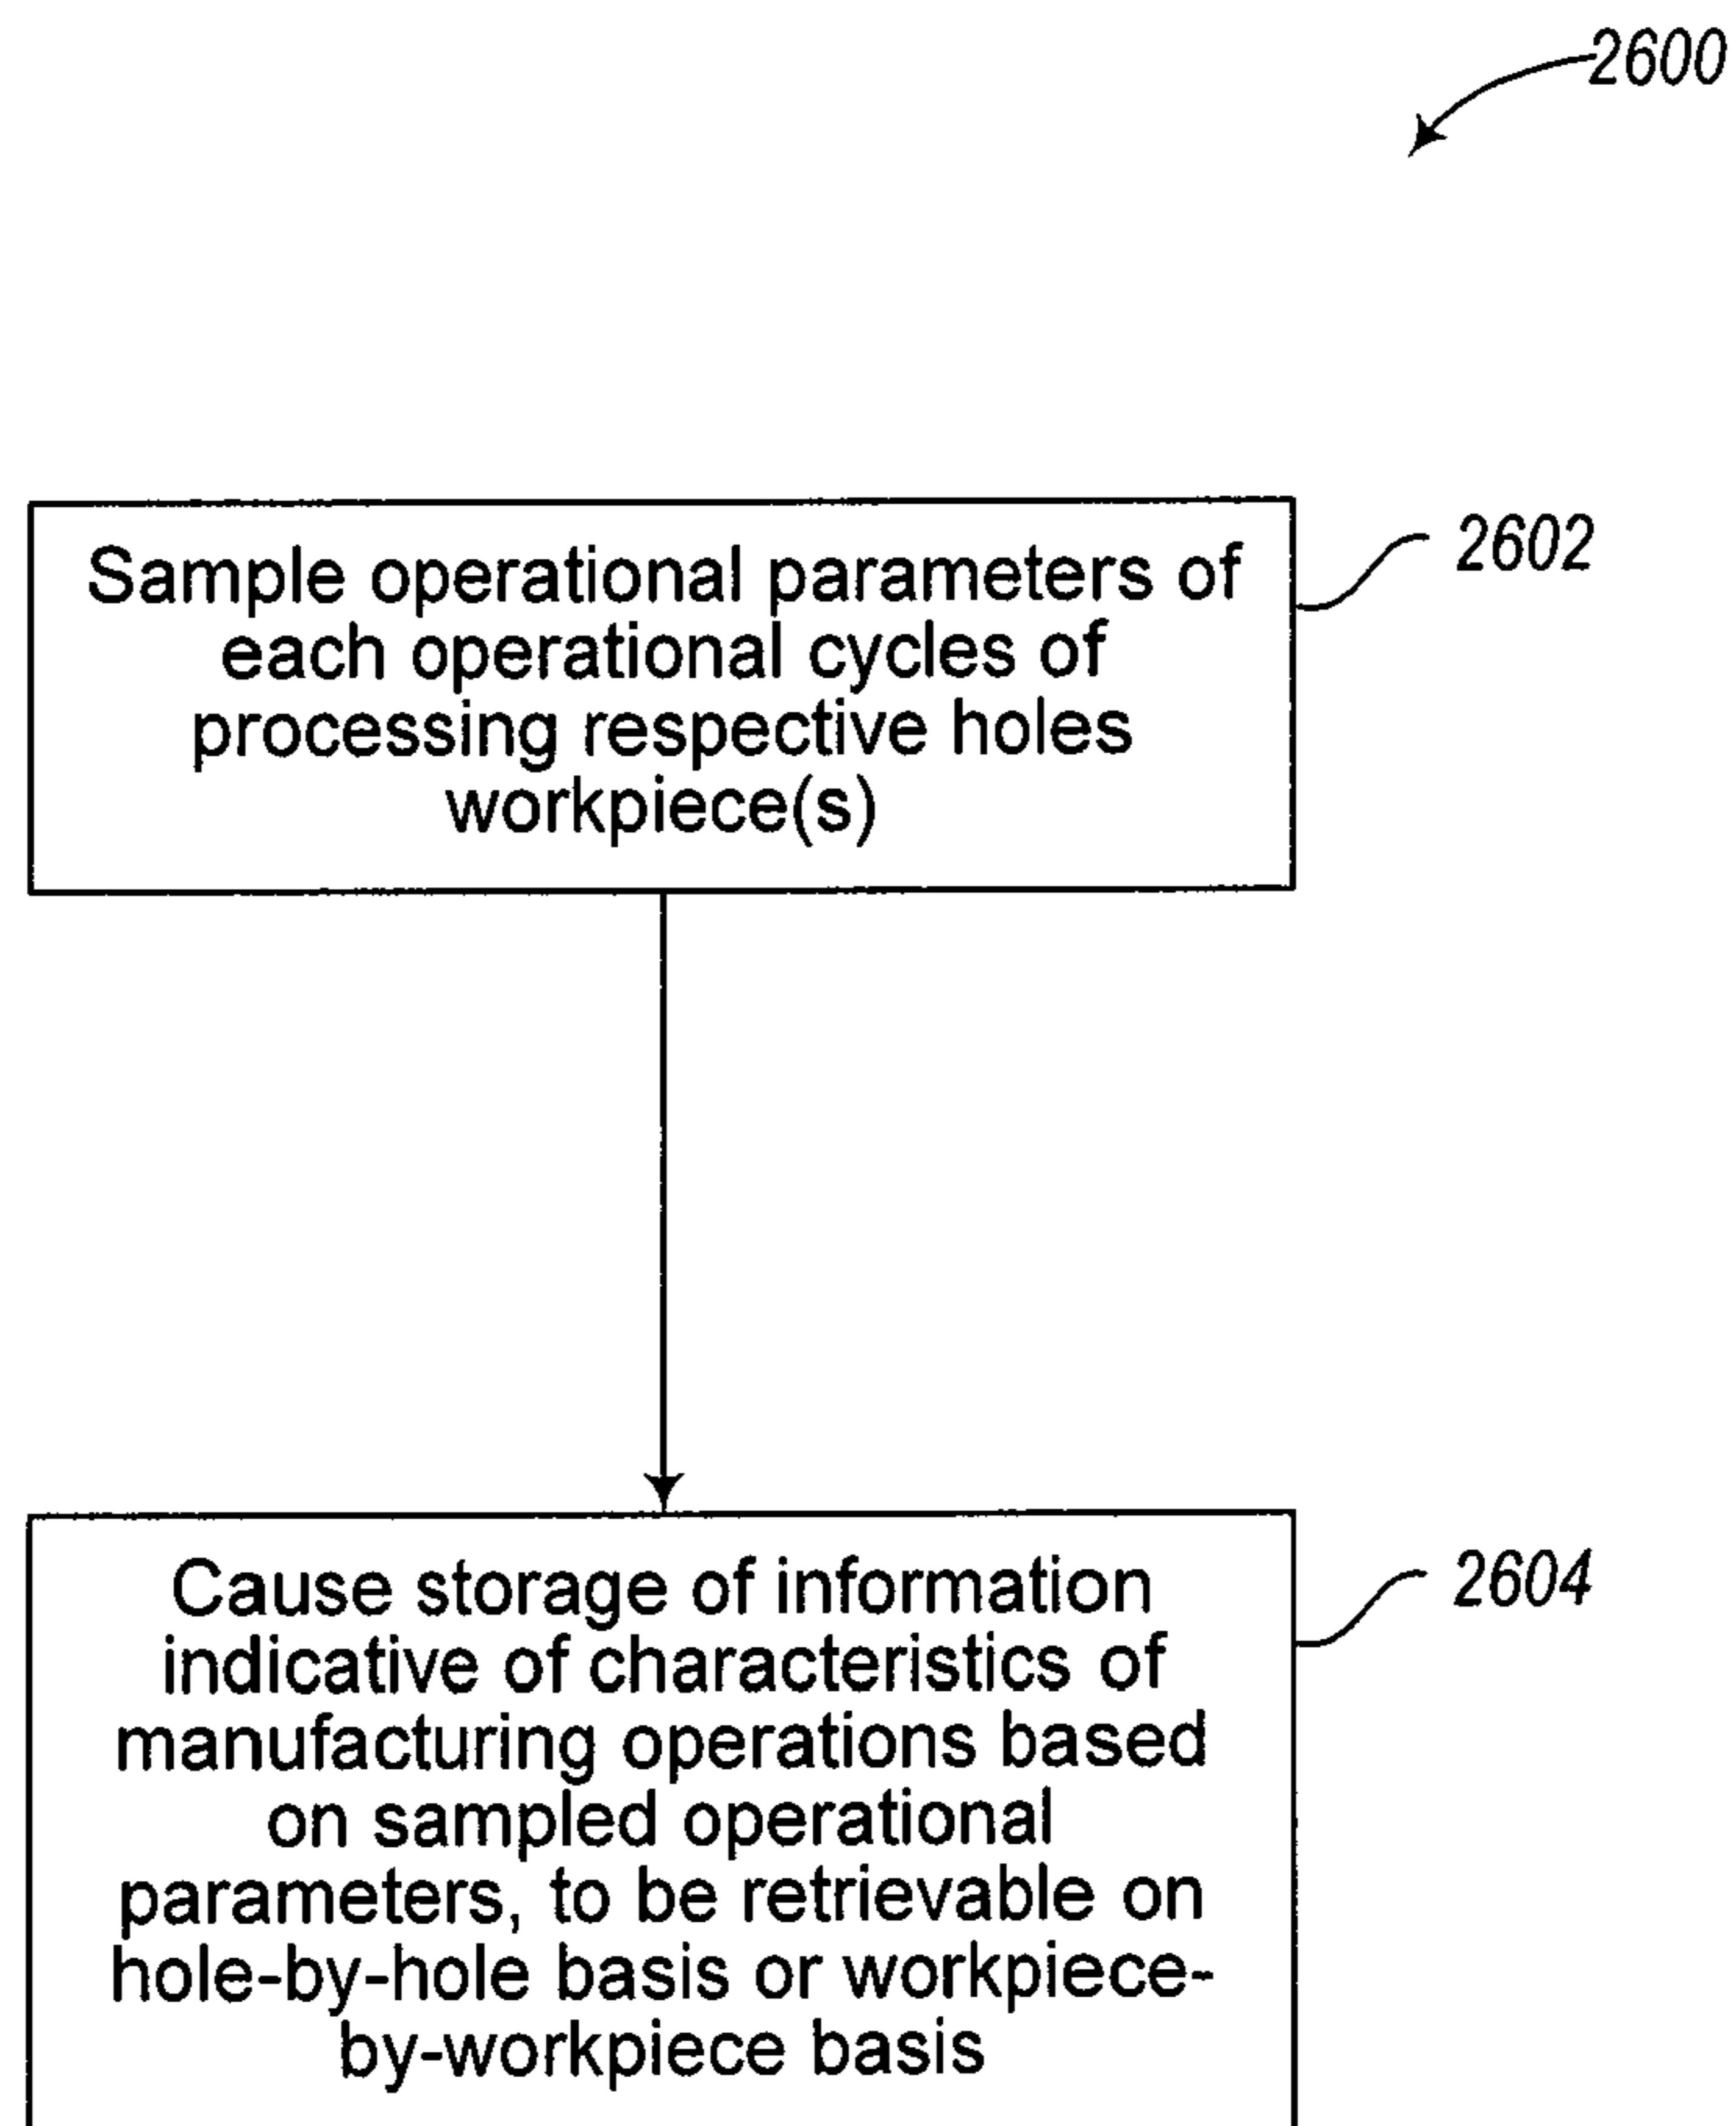 2600
Sample operational parameters of
2602
each operational cycles of
processing respective holes
workpiece(s)
Cause storage of information
2604
indicative of characteristics of
manufacturing operations based
on sampled operational
parameters, to be retrievable on
hole-by-hole basis or workpiece-
by-workpiece basis